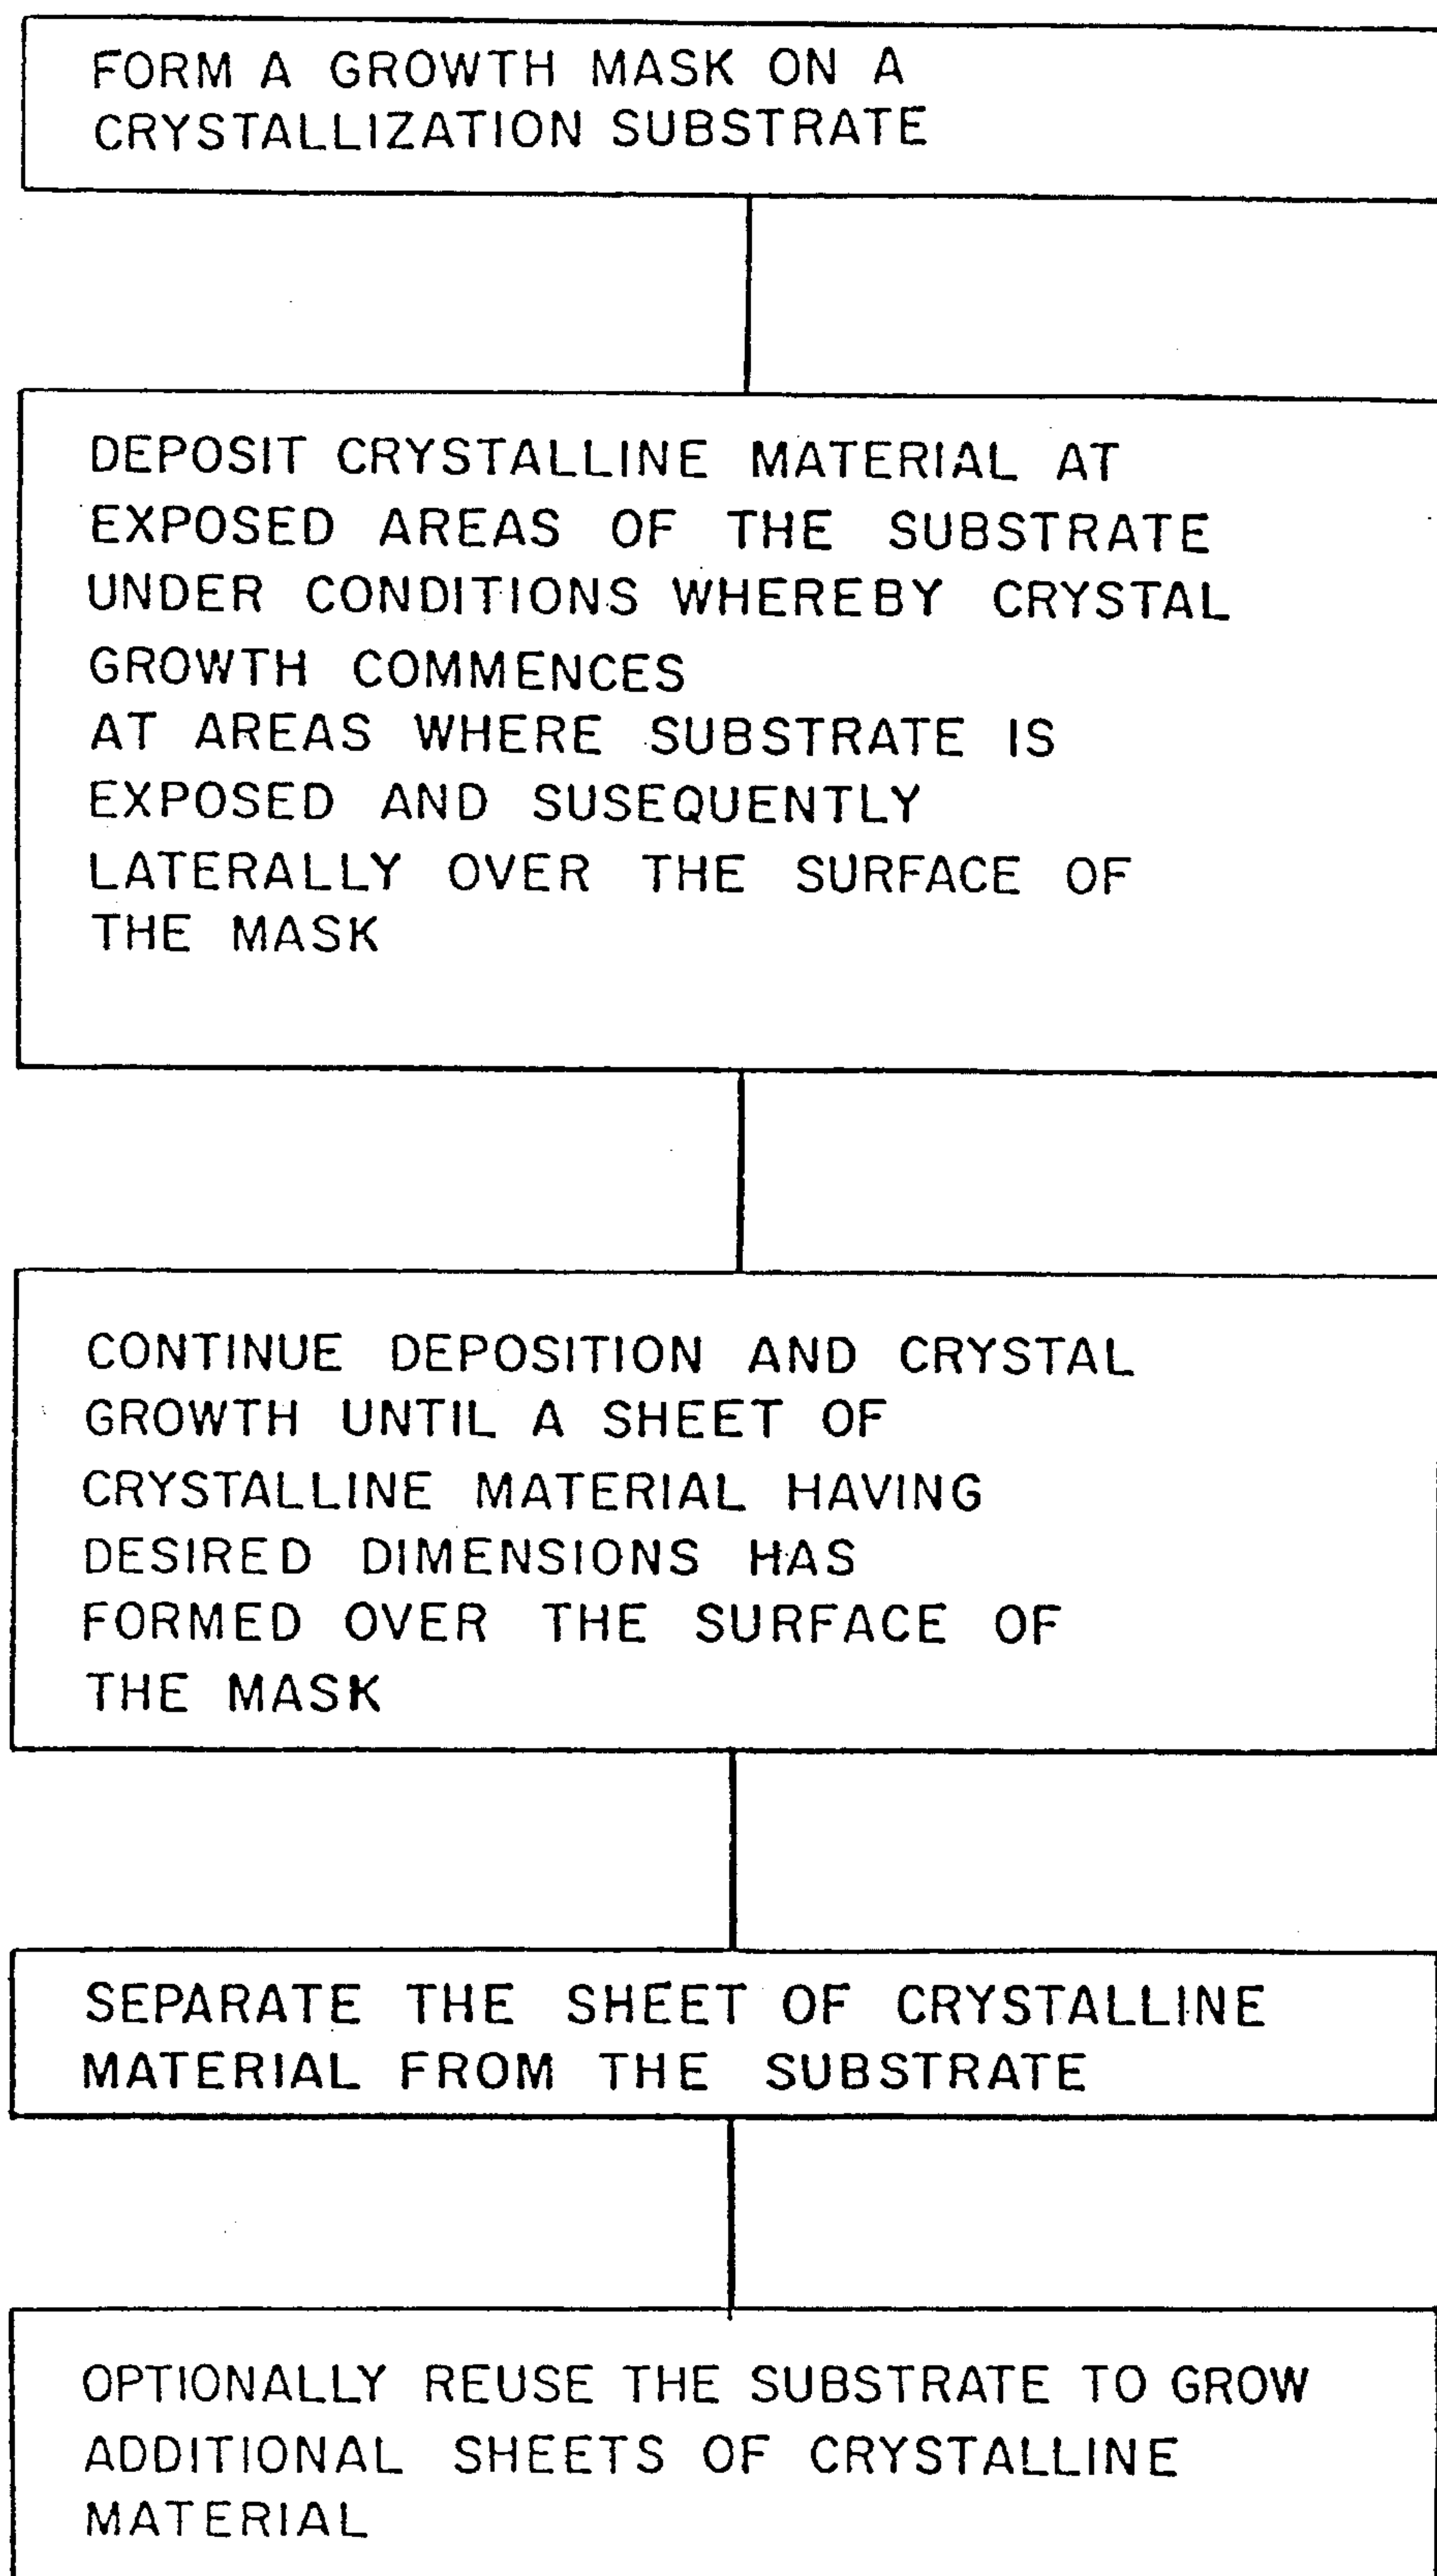 FORM A GROWTH MASK ON A
CRYSTALLIZATION SUBSTRATE
DEPOSIT CRYSTALLINE MATERIAL AT
EXPOSED AREAS OF THE SUBSTRATE
UNDER CONDITIONS WHEREBY CRYSTAL
GROWTH COMMENCES
AT AREAS WHERE SUBSTRATE IS
EXPOSED AND SUSEQUENTLY
LATERALLY OVER THE SURFACE OF
THE MASK
CONTINUE DEPOSITION AND CRYSTAL
GROWTH UNTIL A SHEET OF
CRYSTALLINE MATERIAL HAVING
DESIRED DIMENSIONS HAS
FORMED OVER THE SURFACE OF
THE MASK
SEPARATE THE SHEET OF CRYSTALLINE
MATERIAL FROM THE SUBSTRATE
OPTIONALLY REUSE THE SUBSTRATE TO GROW
ADDITIONAL SHEETS OF CRYSTALLINE
MATERIAL